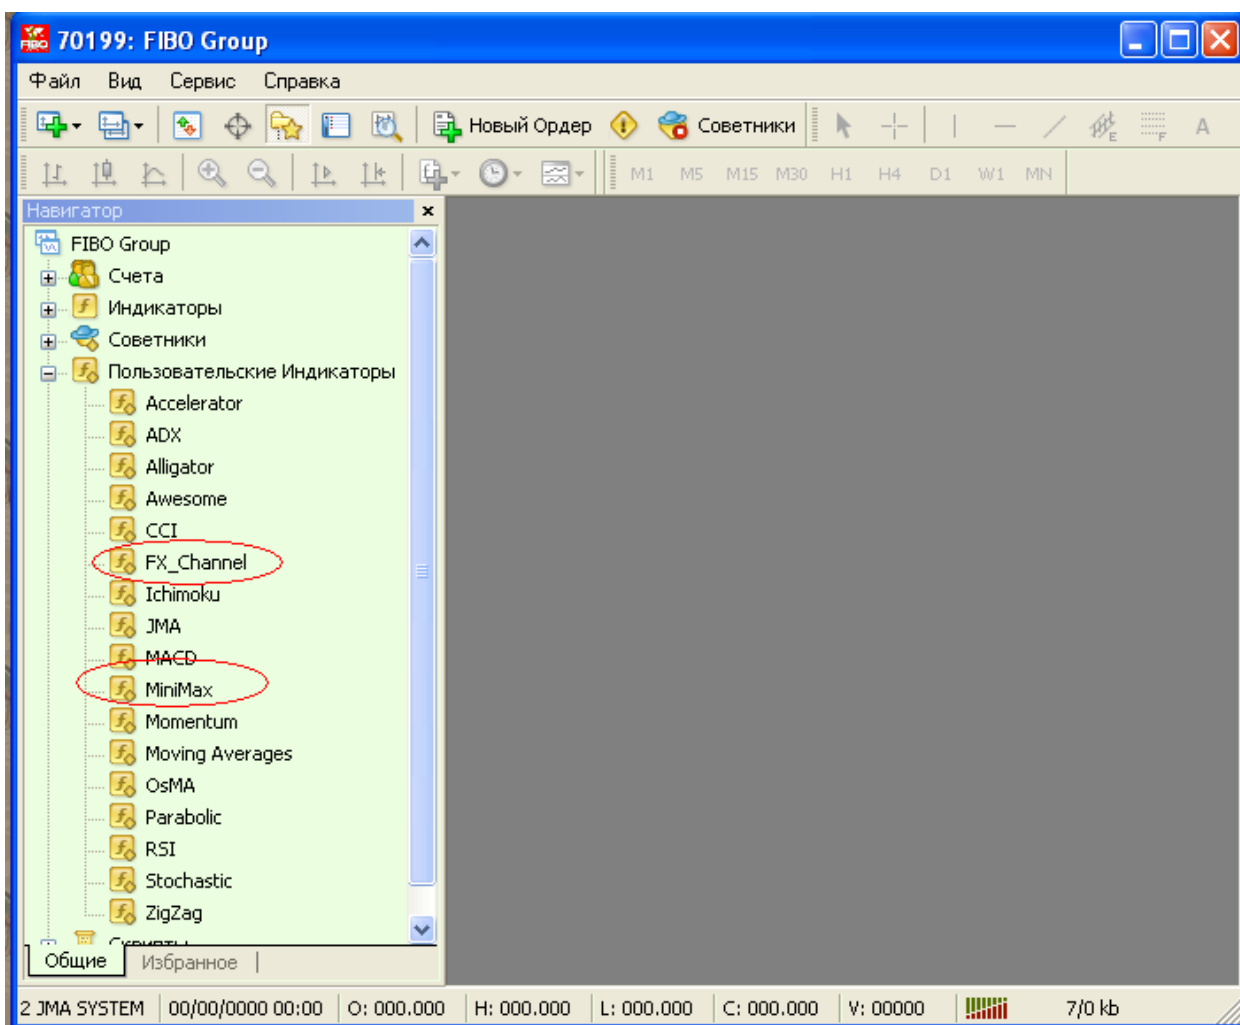 70199: FIBO Group
Файл Вид Сервис Справка
Новый Ордер Советники E F A
M1 M5 M15 M30 H1 H4 D1 W1 MN
Навигатор
FIBO Group
Счета
Индикаторы
Советники
Пользовательские Индикаторы
Accelerator
ADX
Alligator
Awesome
CCI
FX_Channel
Ichimoku
JMA
MACD
MiniMax
Momentum
Moving Averages
OsMA
Parabolic
RSI
Stochastic
ZigZag
Скрипты
Общие Избранное
2 JMA SYSTEM 00/00/0000 00:00 O: 000.000 H: 000.000 L: 000.000 C: 000.000 V: 00000 7/0 kb